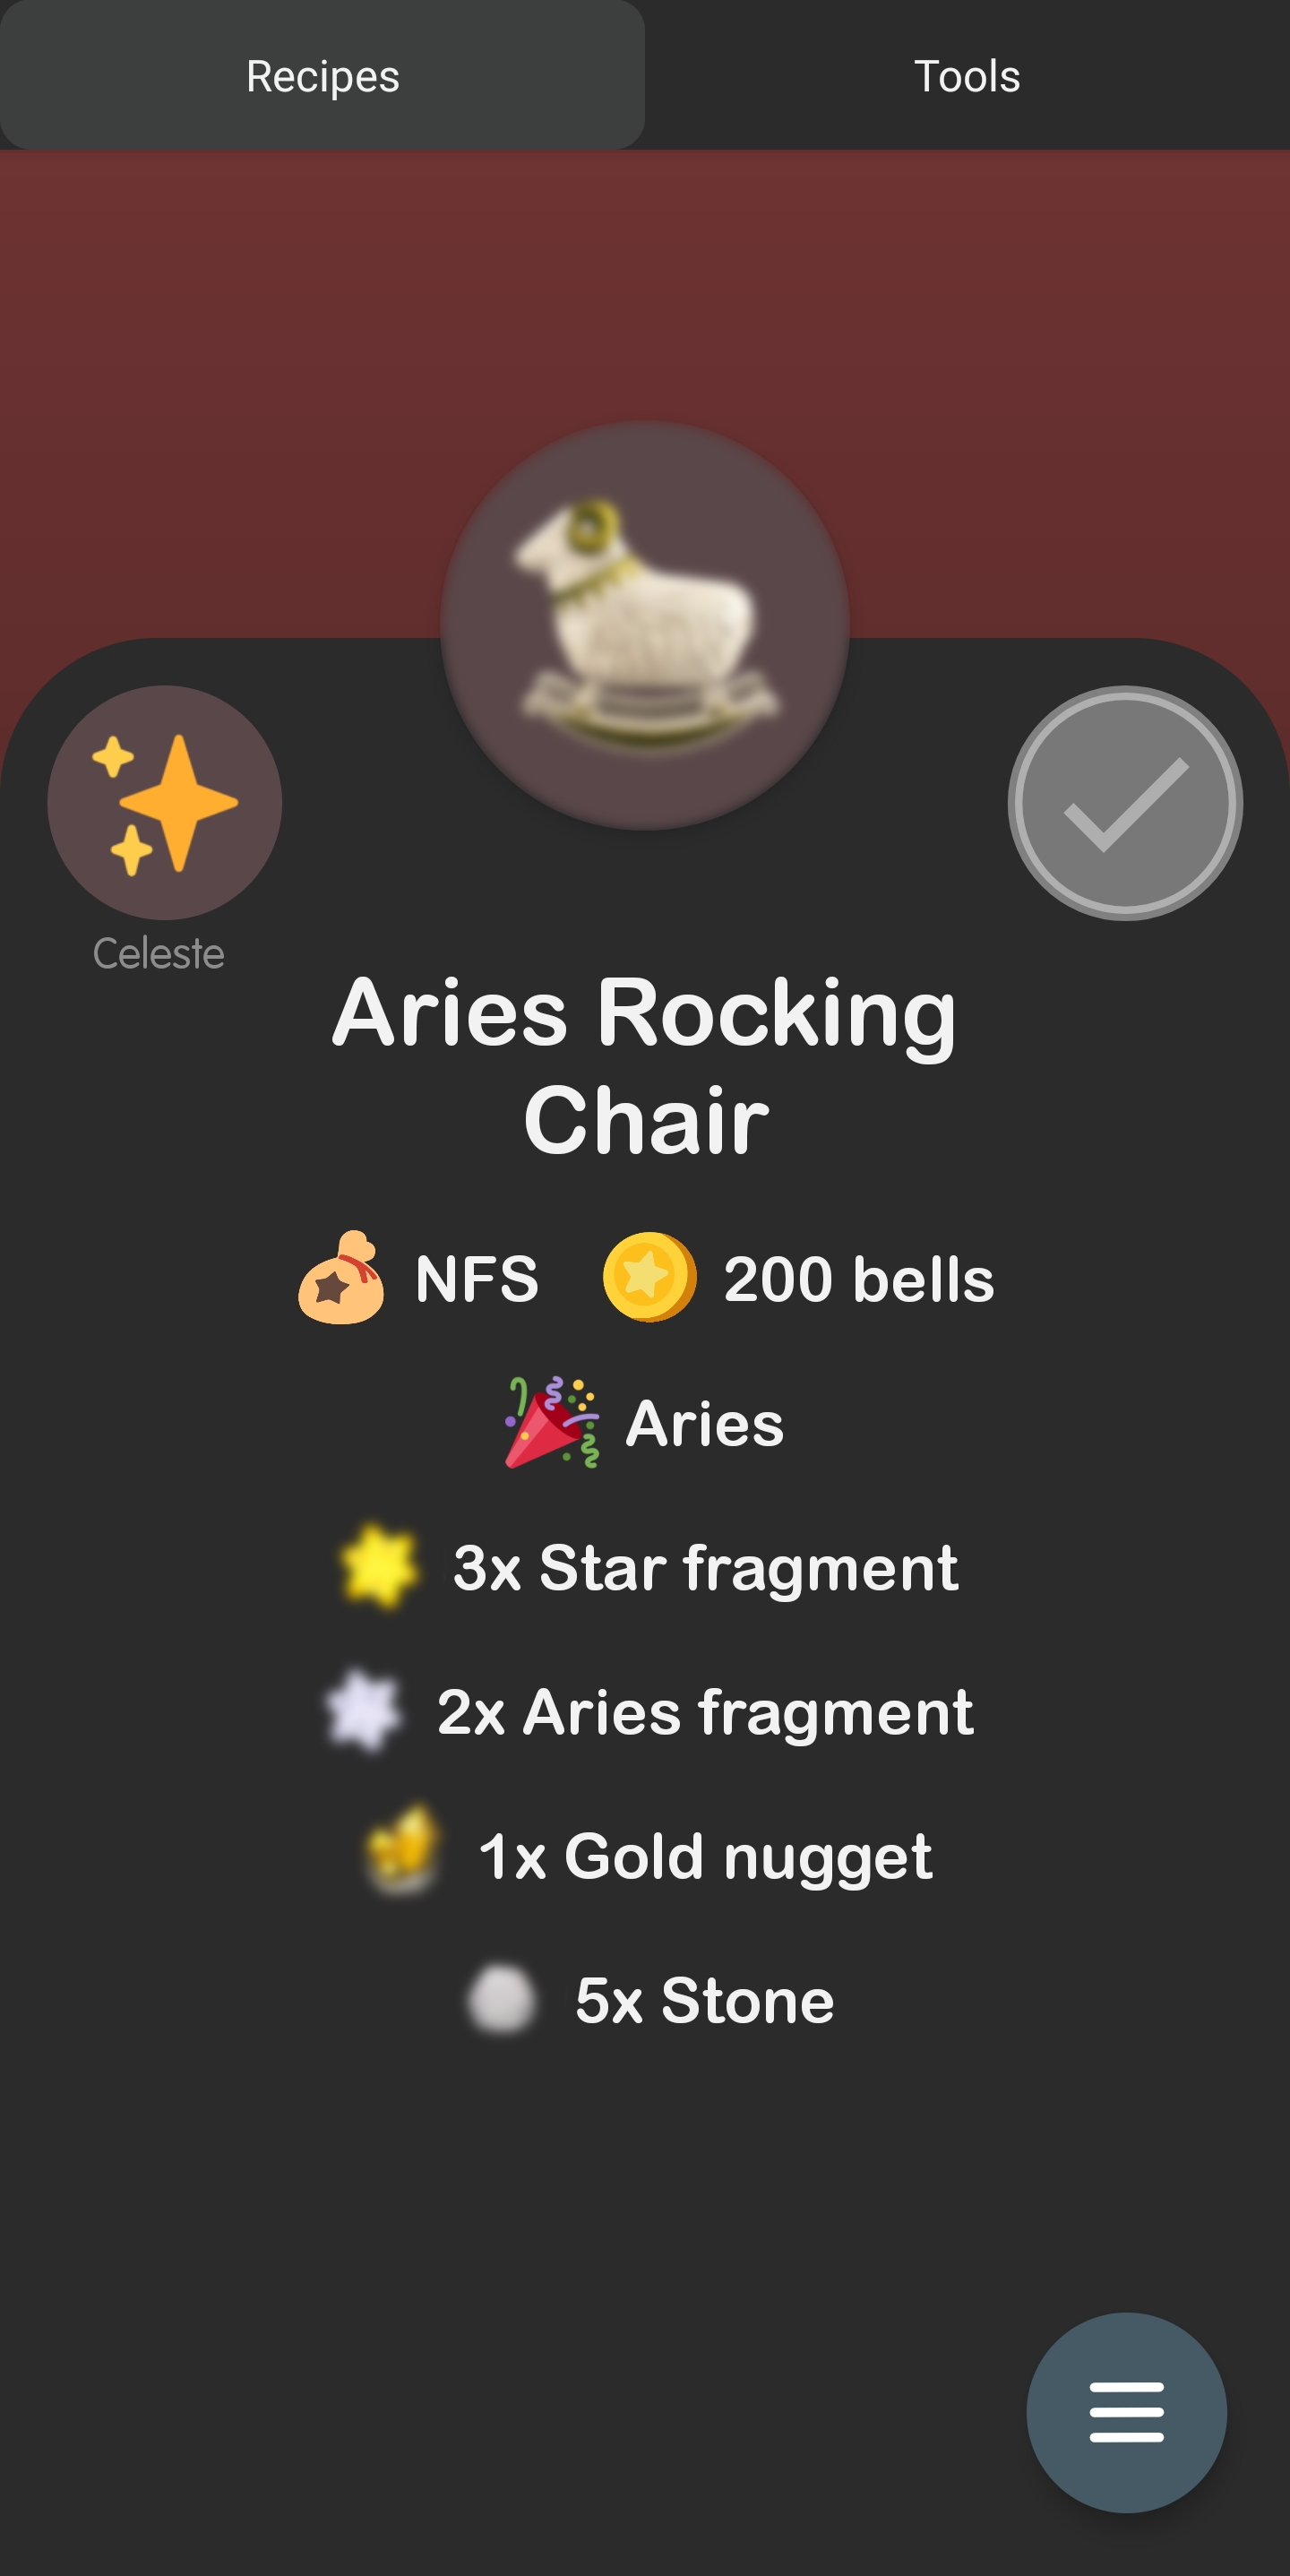 Recipes
Tools
Celeste
Aries Rocking
Chair
NFS
200 bells
Aries
3x Star fragment
2x Aries fragment
1x Gold nugget
5x Stone